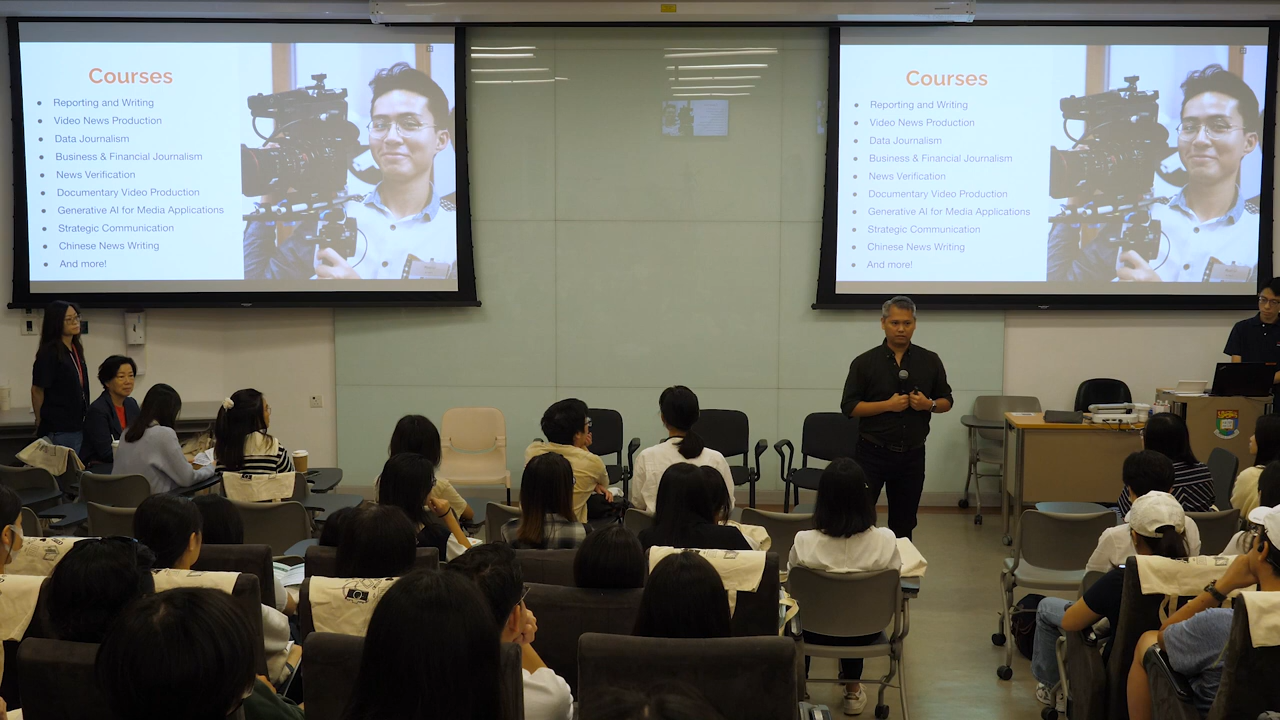 Courses
Reporting and Writing
Video News Production
Data Journalism
Business & Financial Journalism
News Verification
Documentary Video Production
Generative AI for Media Applications
Strategic Communication
Chinese News Writing
And more!
Courses
Reporting and Writing
Video News Production
Data Journalism
Business & Financial Journalism
News Verification
Documentary Video Production
Generative AI for Media Applications
Strategic Communication
Chinese News Writing
And more!